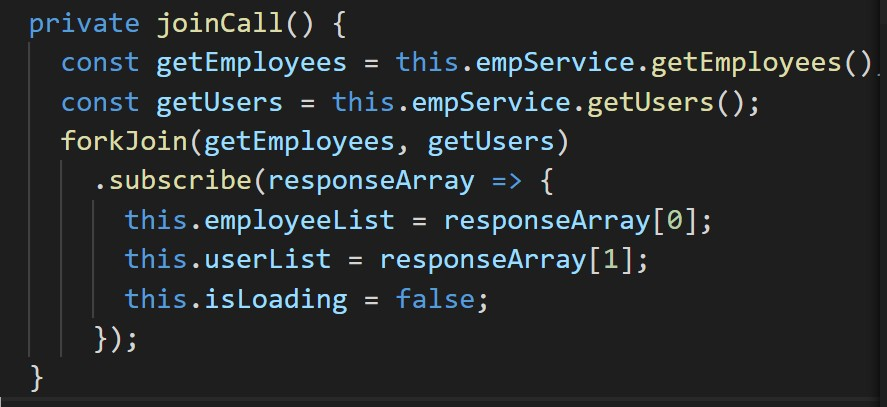 private joinCall() {
const getEmployees = this.empService.getEmployees()
const getUsers = this.empService.getUsers();
forkJoin(getEmployees, getUsers)
.subscribe(responseArray => {
this.employeeList = responseArray[0];
this.userList = responseArray[1];
this.isLoading = false;
});
}